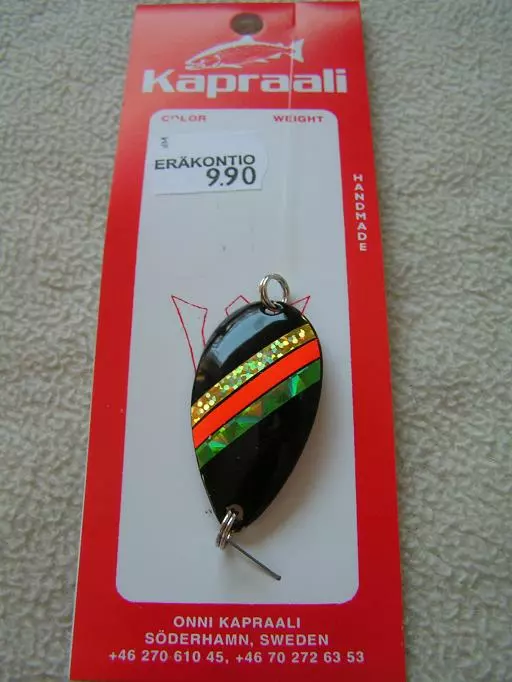 Kapraali
COLOR WEIGHT
ERÄKONTIO
9.90
HANDMADE
ONNI KAPRAALI
SÖDERHAMN, SWEDEN
+46 270 610 45, +46 70 272 63 53